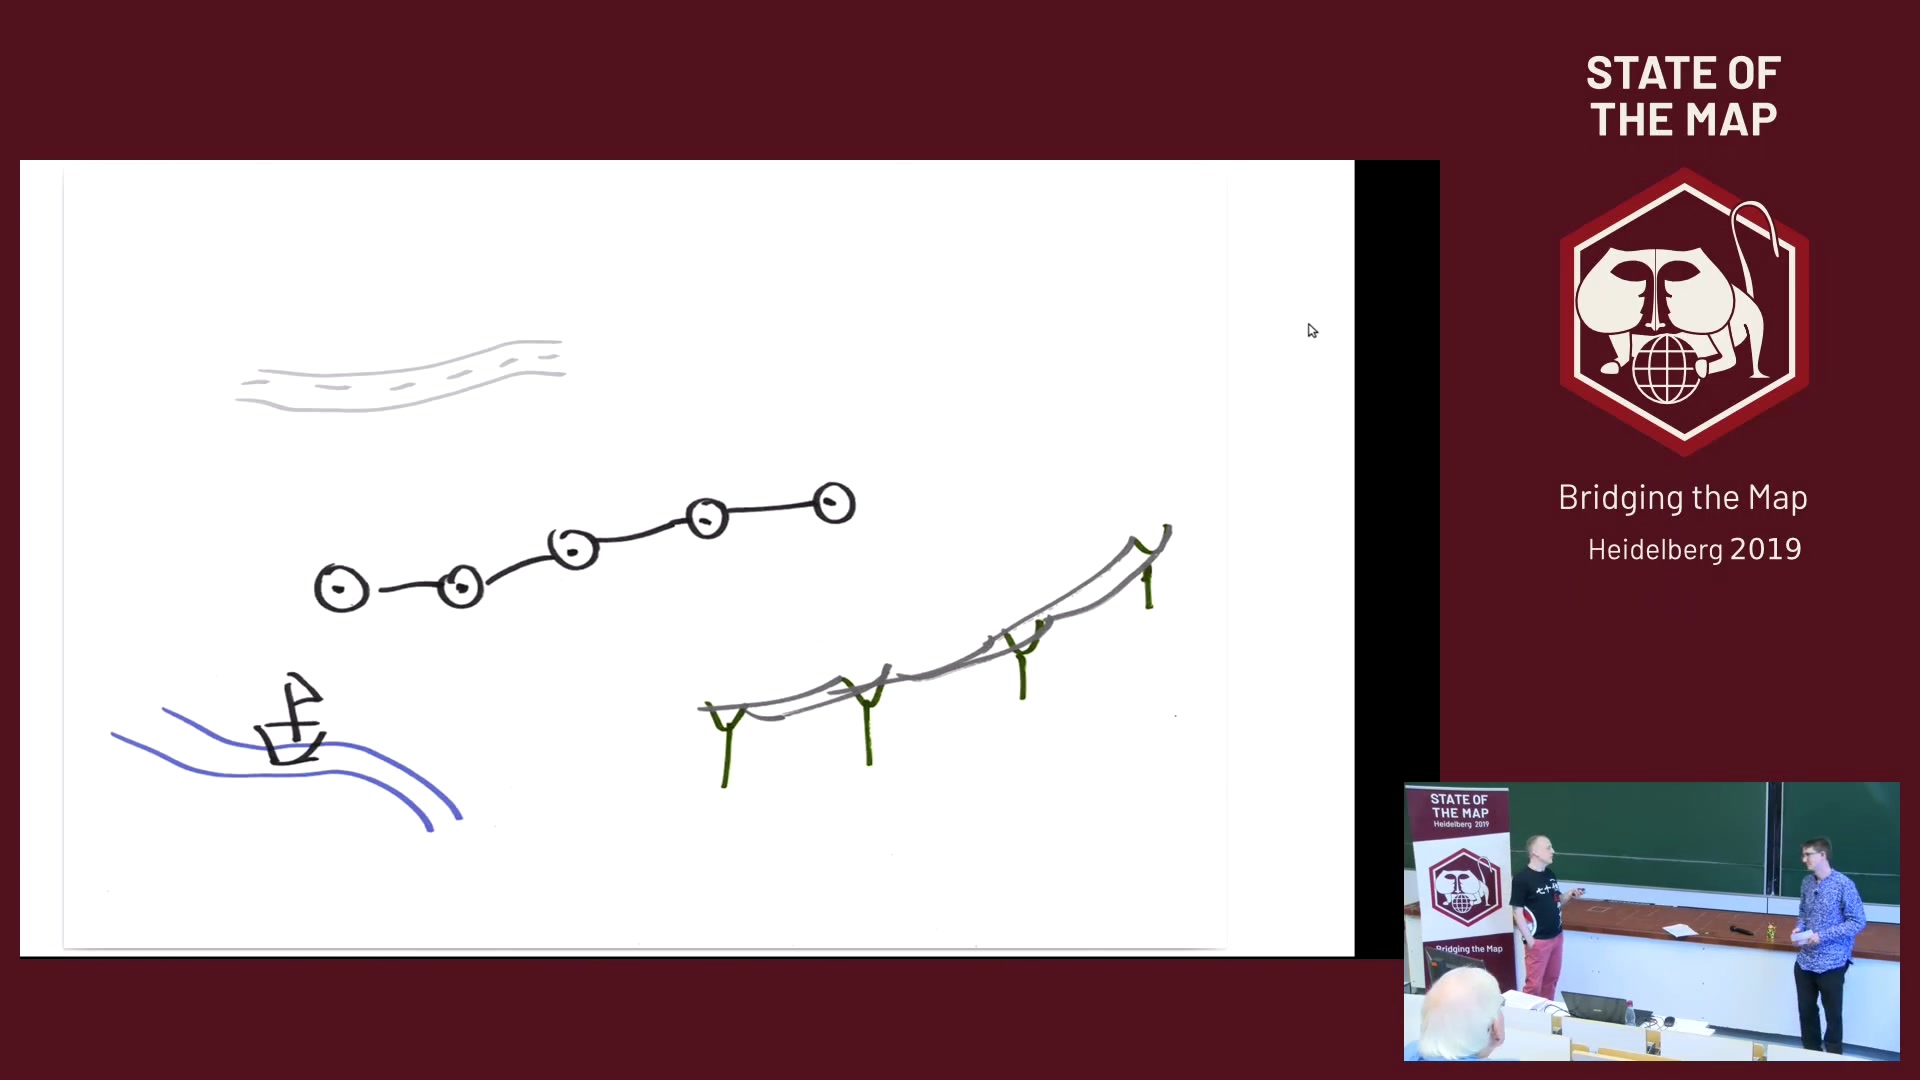 STATE OF
THE MAP
Bridging the Map
Heidelberg 2019
STATE OF
THE MAP
Heidelberg 2019
Bridging the Map